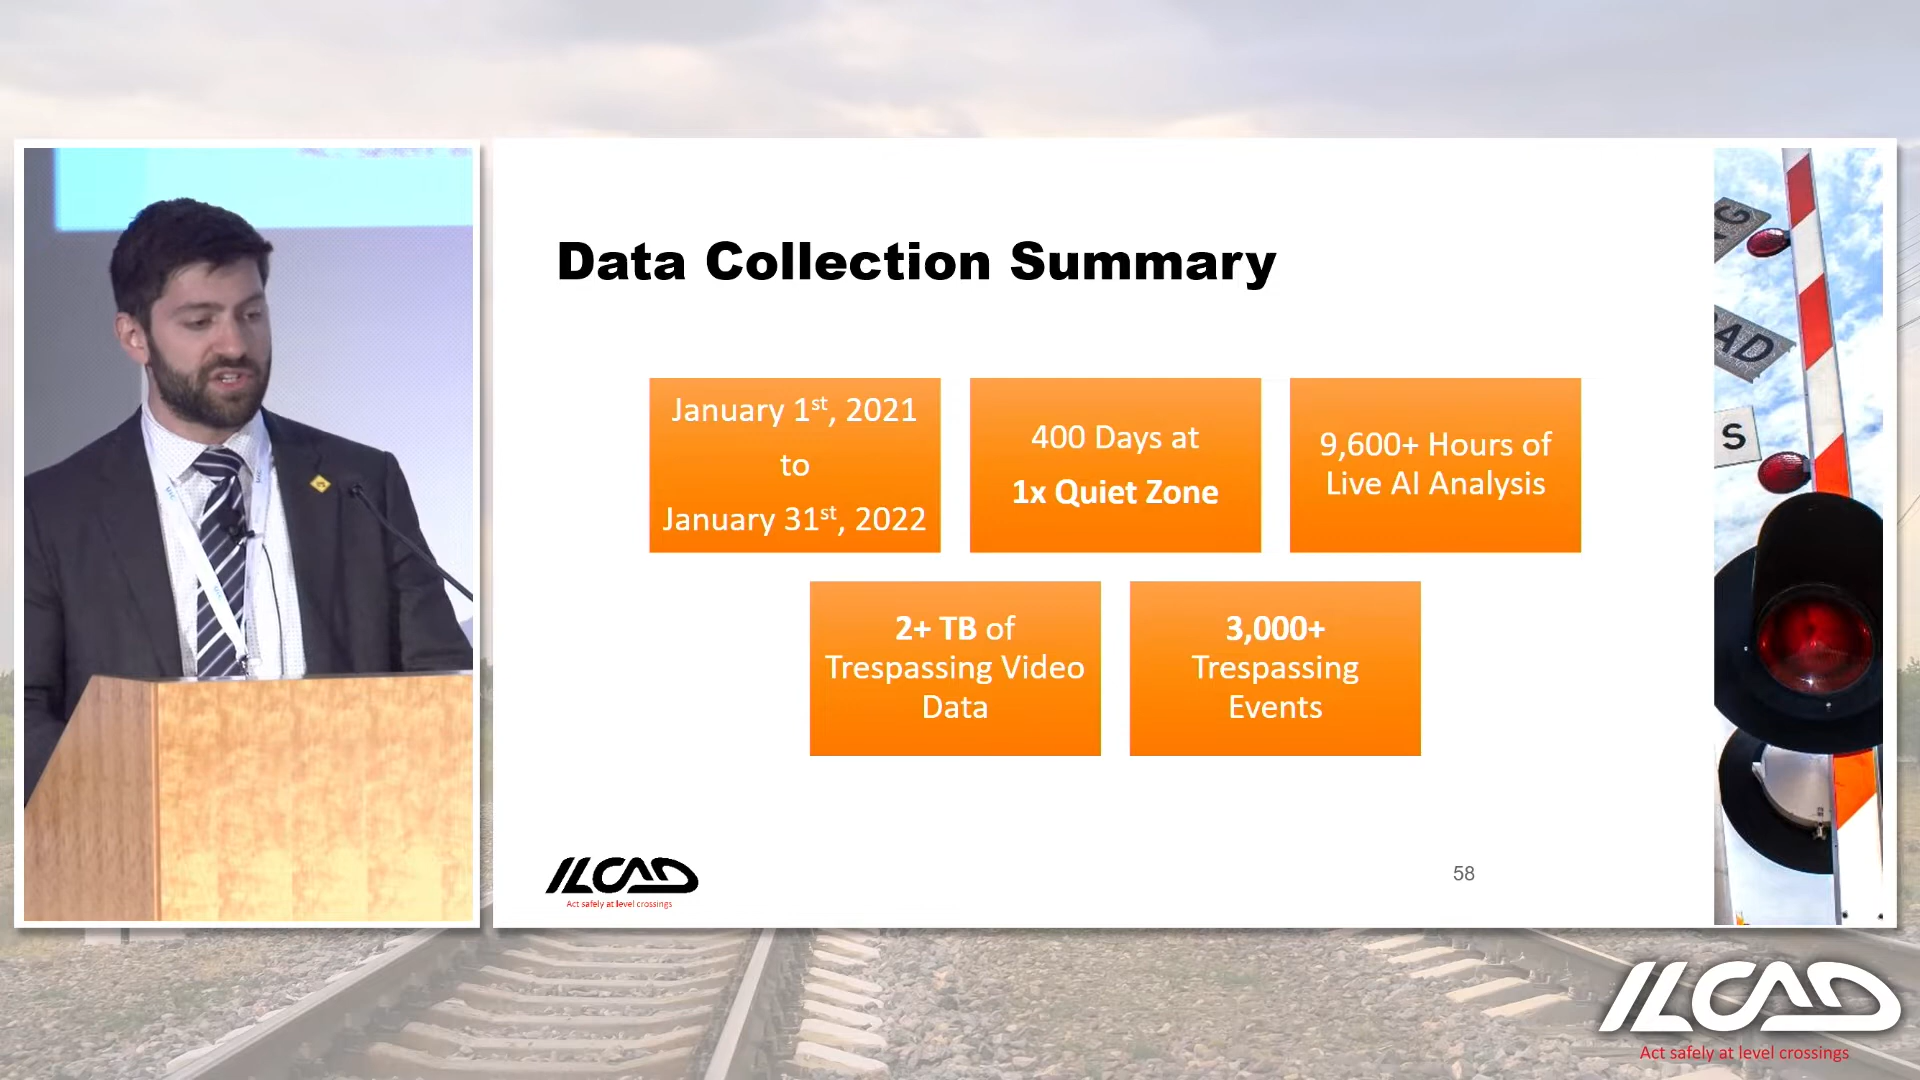 Data Collection Summary
January 1st, 2021
to
January 31st, 2022
400 Days at
1x Quiet Zone
9,600+ Hours of
Live AI Analysis
2+ TB of
Trespassing Video
Data
3,000+
Trespassing
Events
ILCAD
Act safely at level crossings
58
G
AD
S
ILCAD
Act safely at level crossings